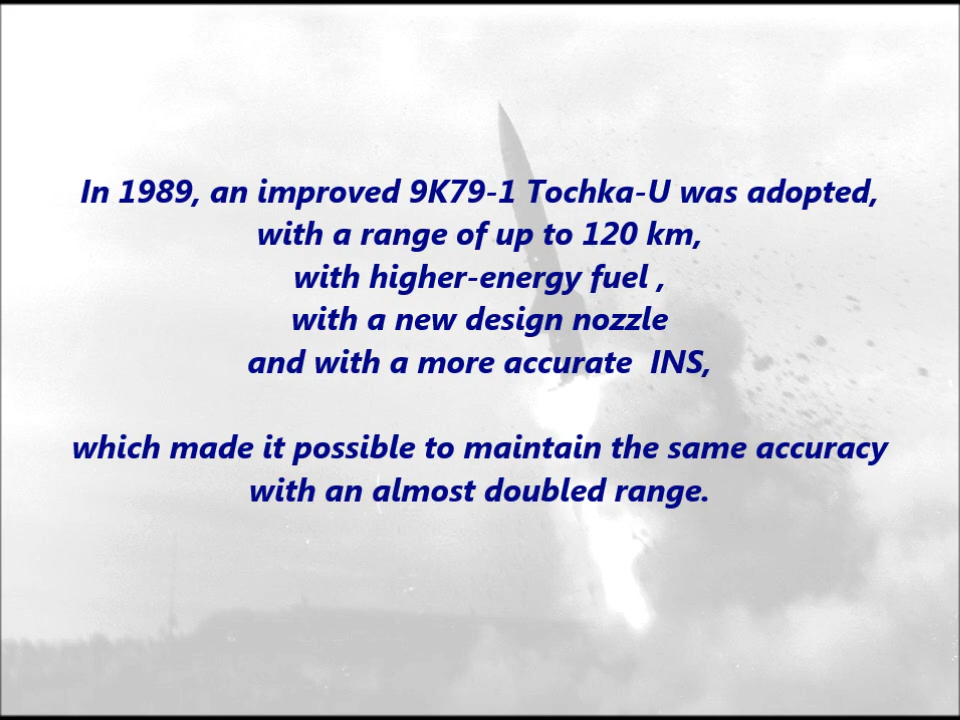 In 1989, an improved 9K79-1 Tochka-U was adopted,
with a range of up to 120 km,
with higher-energy fuel ,
with a new design nozzle
and with a more accurate  INS,
which made it possible to maintain the same accuracy
with an almost doubled range.